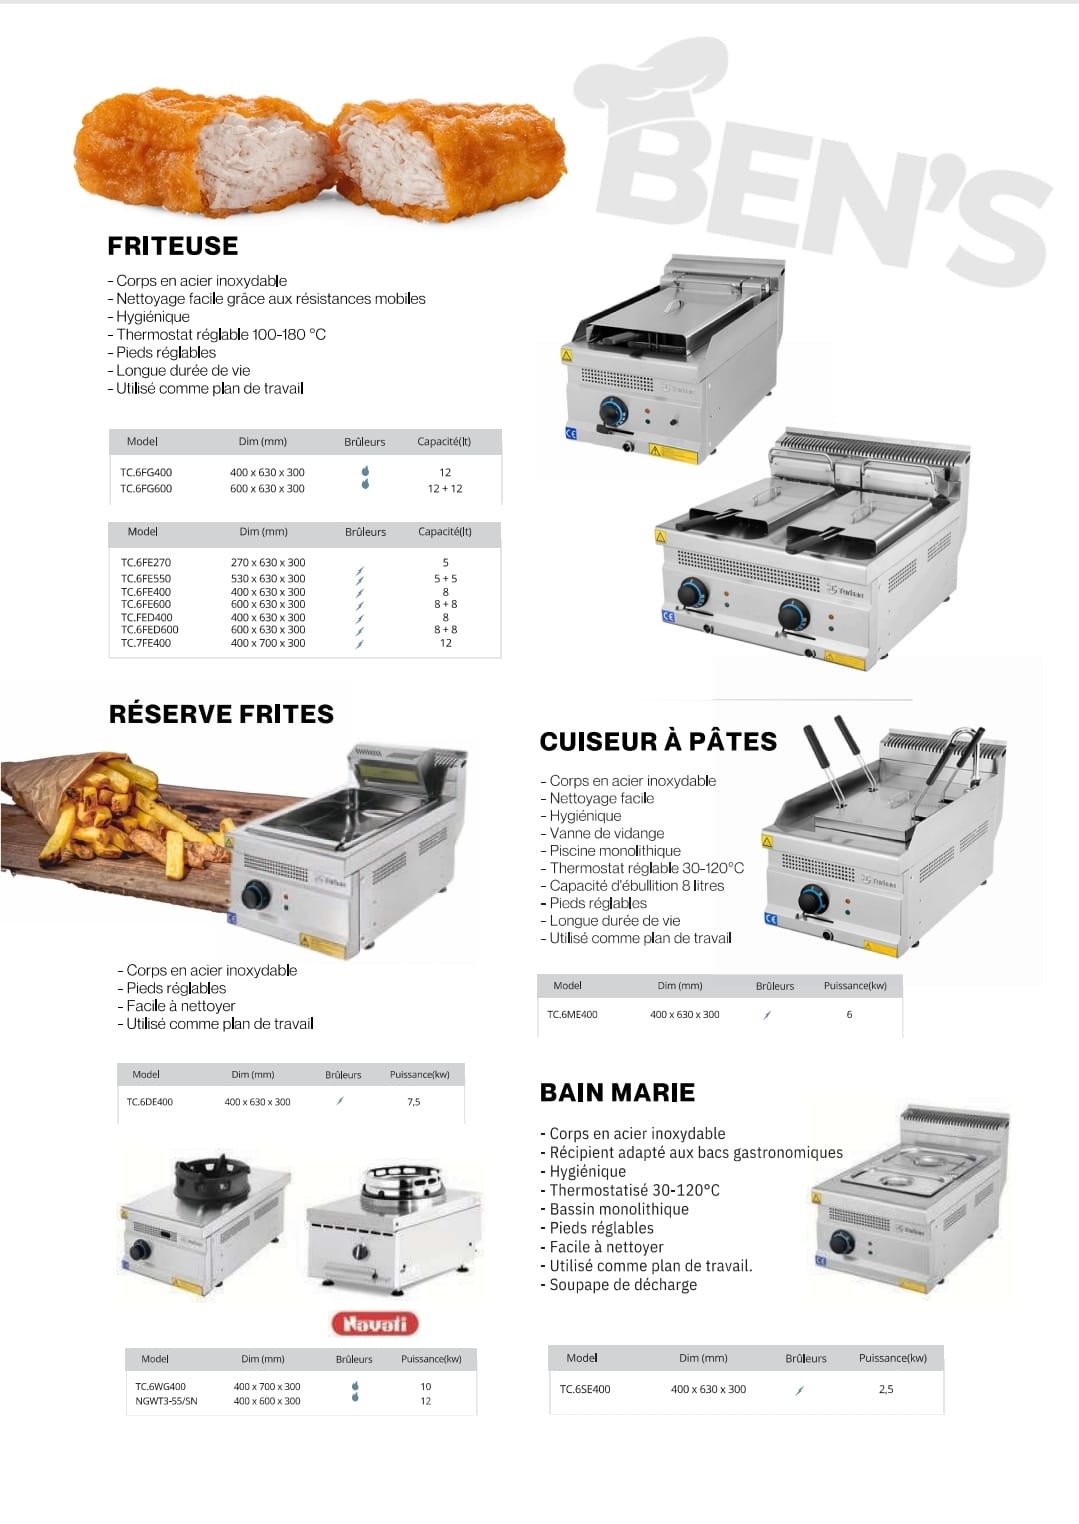 BEN'S
FRITEUSE
- Corps en acier inoxydable
- Nettoyage facile grâce aux résistances mobiles
- Hygiénique
- Thermostat réglable 100-180 °C
- Pieds réglables
- Longue durée de vie
- Utilisé comme plan de travail
Model Dim (mm) Brûleurs Capacité(lt)
TC.6FG400 400 x 630 x 300 12
TC.6FG600 600 x 630 x 300 12 + 12
Model Dim (mm) Brûleurs Capacité(lt)
TC.6FE270 270 x 630 x 300 5
TC.6FE550 530 x 630 x 300 5 + 5
TC.6FE400 400 x 630 x 300 8
TC.6FE600 600 x 630 x 300 8 + 8
TC.FED400 400 x 630 x 300 8
TC.6FED600 600 x 630 x 300 8 + 8
TC.7FE400 400 x 700 x 300 12
RÉSERVE FRITES
- Corps en acier inoxydable
- Pieds réglables
- Facile à nettoyer
- Utilisé comme plan de travail
Model Dim (mm) Brûleurs Puissance(kw)
TC.6DE400 400 x 630 x 300 7,5
Navati
Model Dim (mm) Brûleurs Puissance(kw)
TC.6WG400 400 x 700 x 300 10
NGWT3-55/SN 400 x 600 x 300 12
CUISEUR À PÂTES
- Corps en acier inoxydable
- Nettoyage facile
- Hygiénique
- Vanne de vidange
- Piscine monolithique
- Thermostat réglable 30-120°C
- Capacité d'ébullition 8 litres
- Pieds réglables
- Longue durée de vie
- Utilisé comme plan de travail
Model Dim (mm) Brûleurs Puissance(kw)
TC.6ME400 400 x 630 x 300 6
BAIN MARIE
- Corps en acier inoxydable
- Récipient adapté aux bacs gastronomiques
- Hygiénique
- Thermostatisé 30-120°C
- Bassin monolithique
- Pieds réglables
- Facile à nettoyer
- Utilisé comme plan de travail.
- Soupape de décharge
Model Dim (mm) Brûleurs Puissance(kw)
TC.6SE400 400 x 630 x 300 2,5